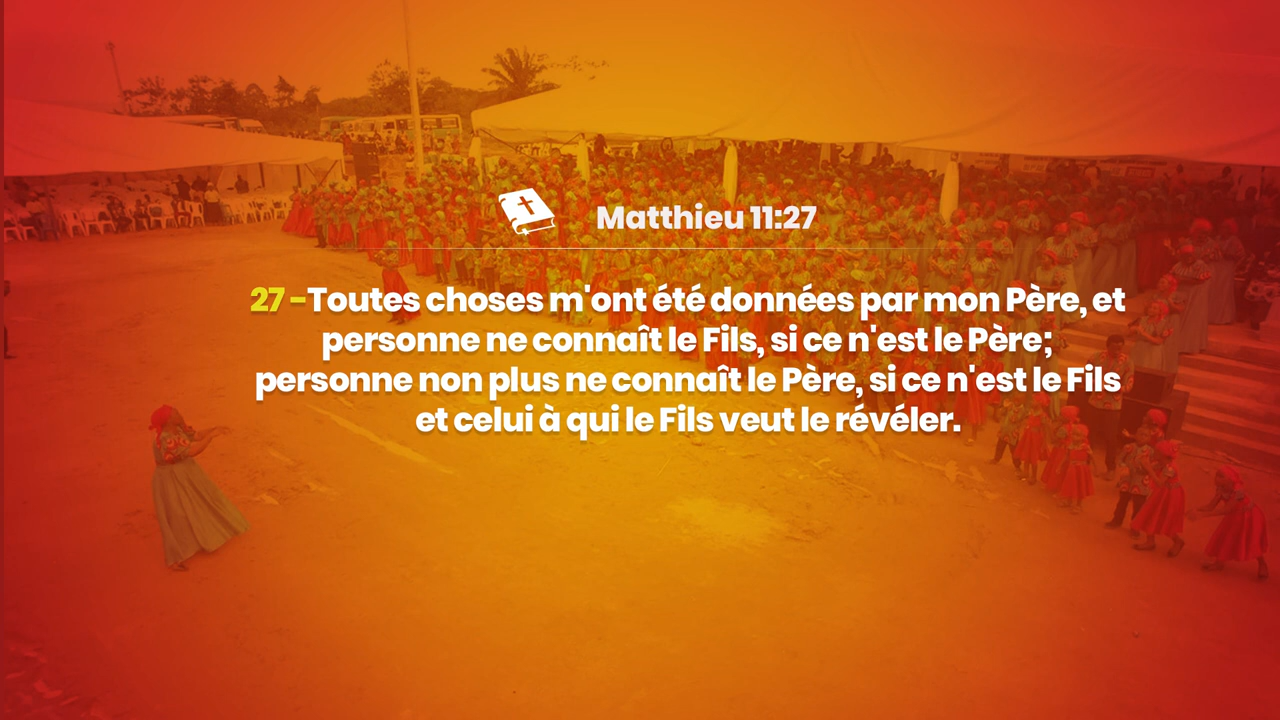 Matthieu 11:27
27 -Toutes choses m'ont été données par mon Père, et
personne ne connaît le Fils, si ce n'est le Père;
personne non plus ne connaît le Père, si ce n'est le Fils
et celui à qui le Fils veut le révéler.